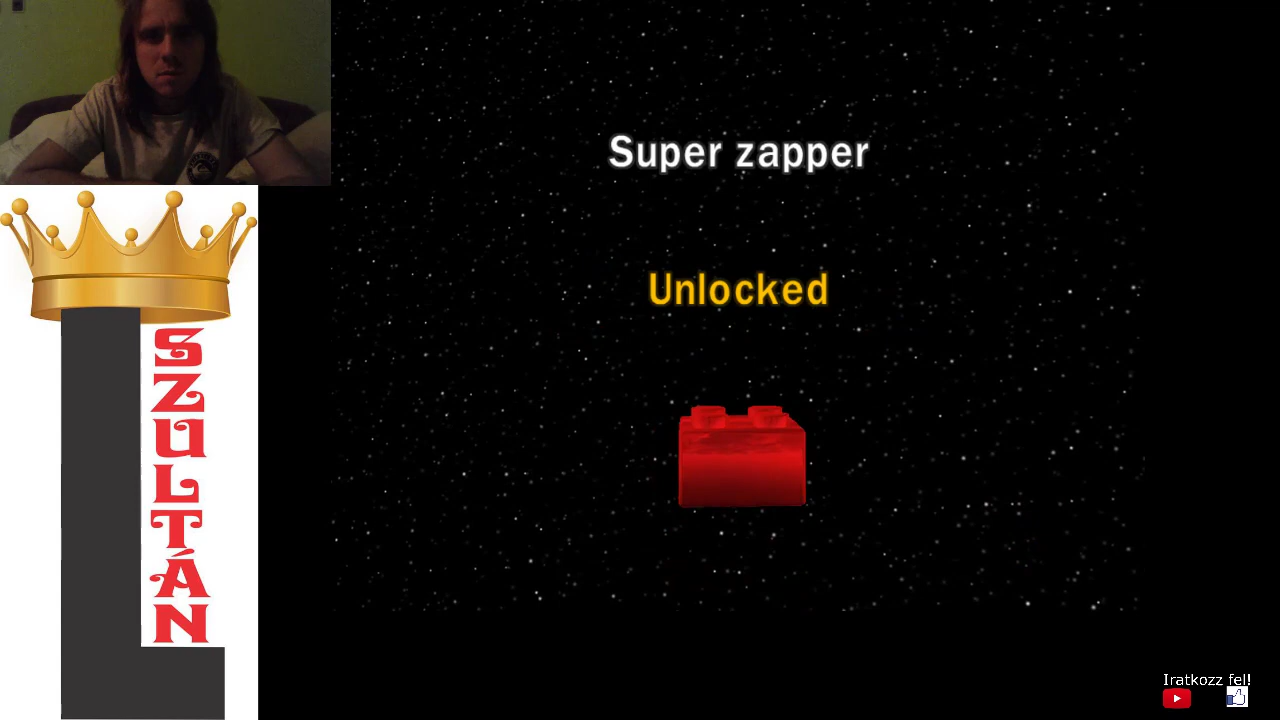 Super zapper
Unlocked
L
SZULTÁN
Iratkozz fel!